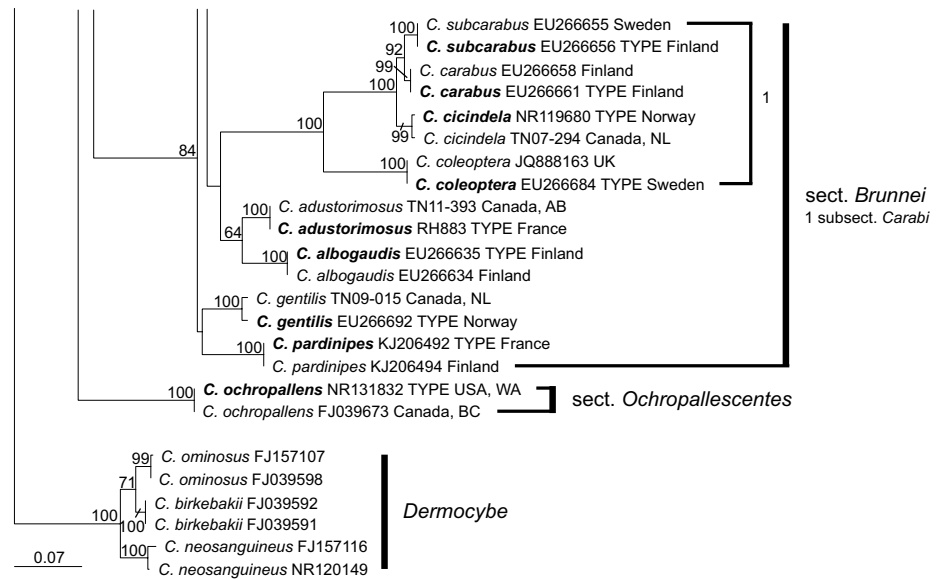 100
C. subcarabus EU266655 Sweden
92
C. subcarabus EU266656 TYPE Finland
99
C. carabus EU266658 Finland
100
C. carabus EU266661 TYPE Finland
1
100
C. cicindela NR119680 TYPE Norway
99
C. cicindela TN07-294 Canada, NL
84
100
C. coleoptera JQ888163 UK
C. coleoptera EU266684 TYPE Sweden
sect. Brunnei
1 subsect. Carabi
100
C. adustorimosus TN11-393 Canada, AB
C. adustorimosus RH883 TYPE France
64
100
C. albogaudis EU266635 TYPE Finland
C. albogaudis EU266634 Finland
100
C. gentilis TN09-015 Canada, NL
C. gentilis EU266692 TYPE Norway
100
C. pardinipes KJ206492 TYPE France
C. pardinipes KJ206494 Finland
100
C. ochropallens NR131832 TYPE USA, WA
C. ochropallens FJ039673 Canada, BC
sect. Ochropallescentes
99
C. ominosus FJ157107
71
C. ominosus FJ039598
C. birkebakii FJ039592
100
100
C. birkebakii FJ039591
Dermocybe
100
C. neosanguineus FJ157116
C. neosanguineus NR120149
0.07